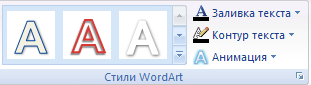 A A A
A Заливка текста
A Контур текста
A Анимация
Стили WordArt